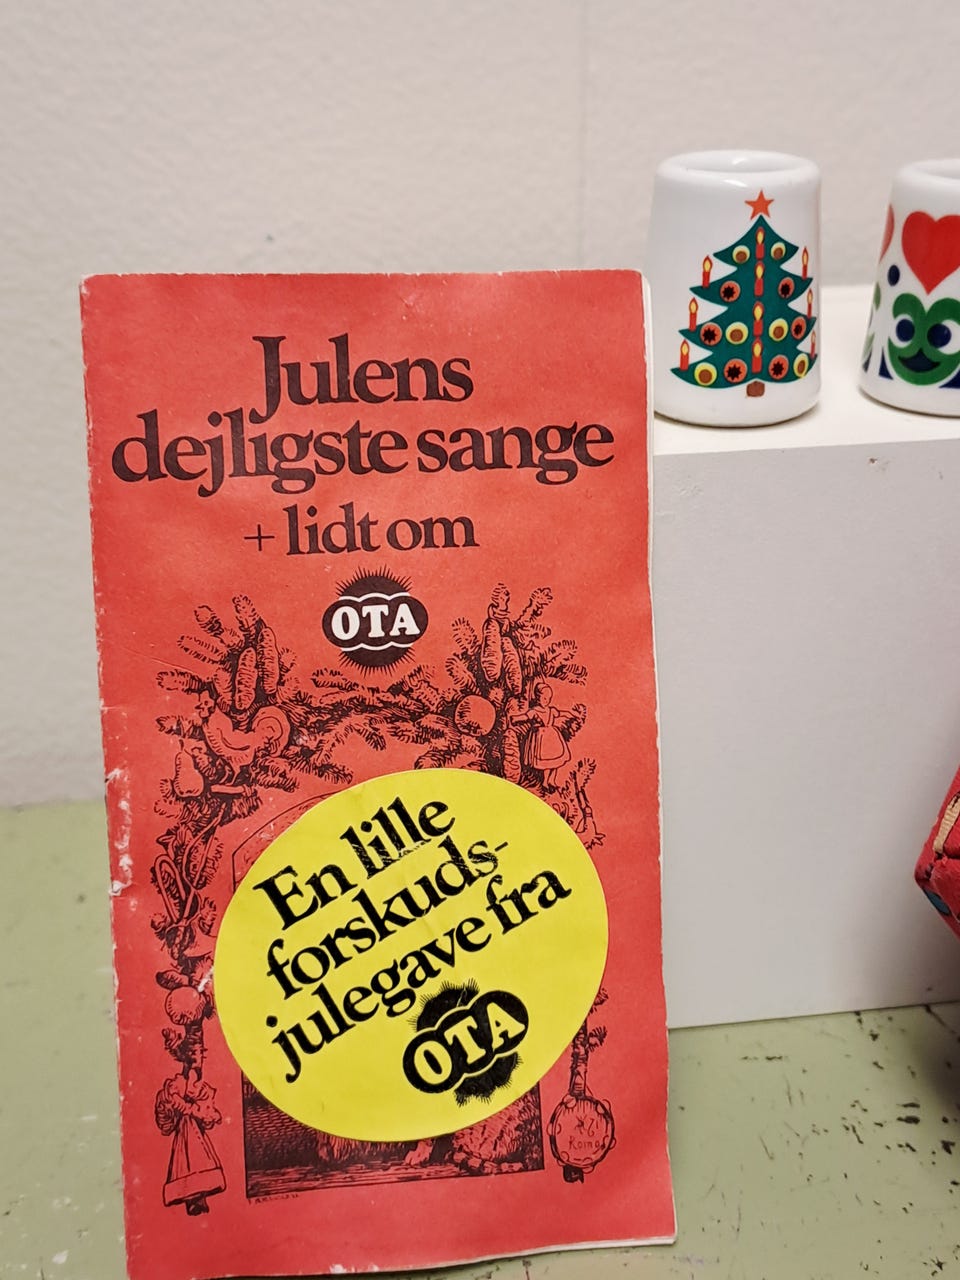 Julens
dejligste sange
+ lidt om
OTA
En lille
forskuds-
julegave fra
OTA